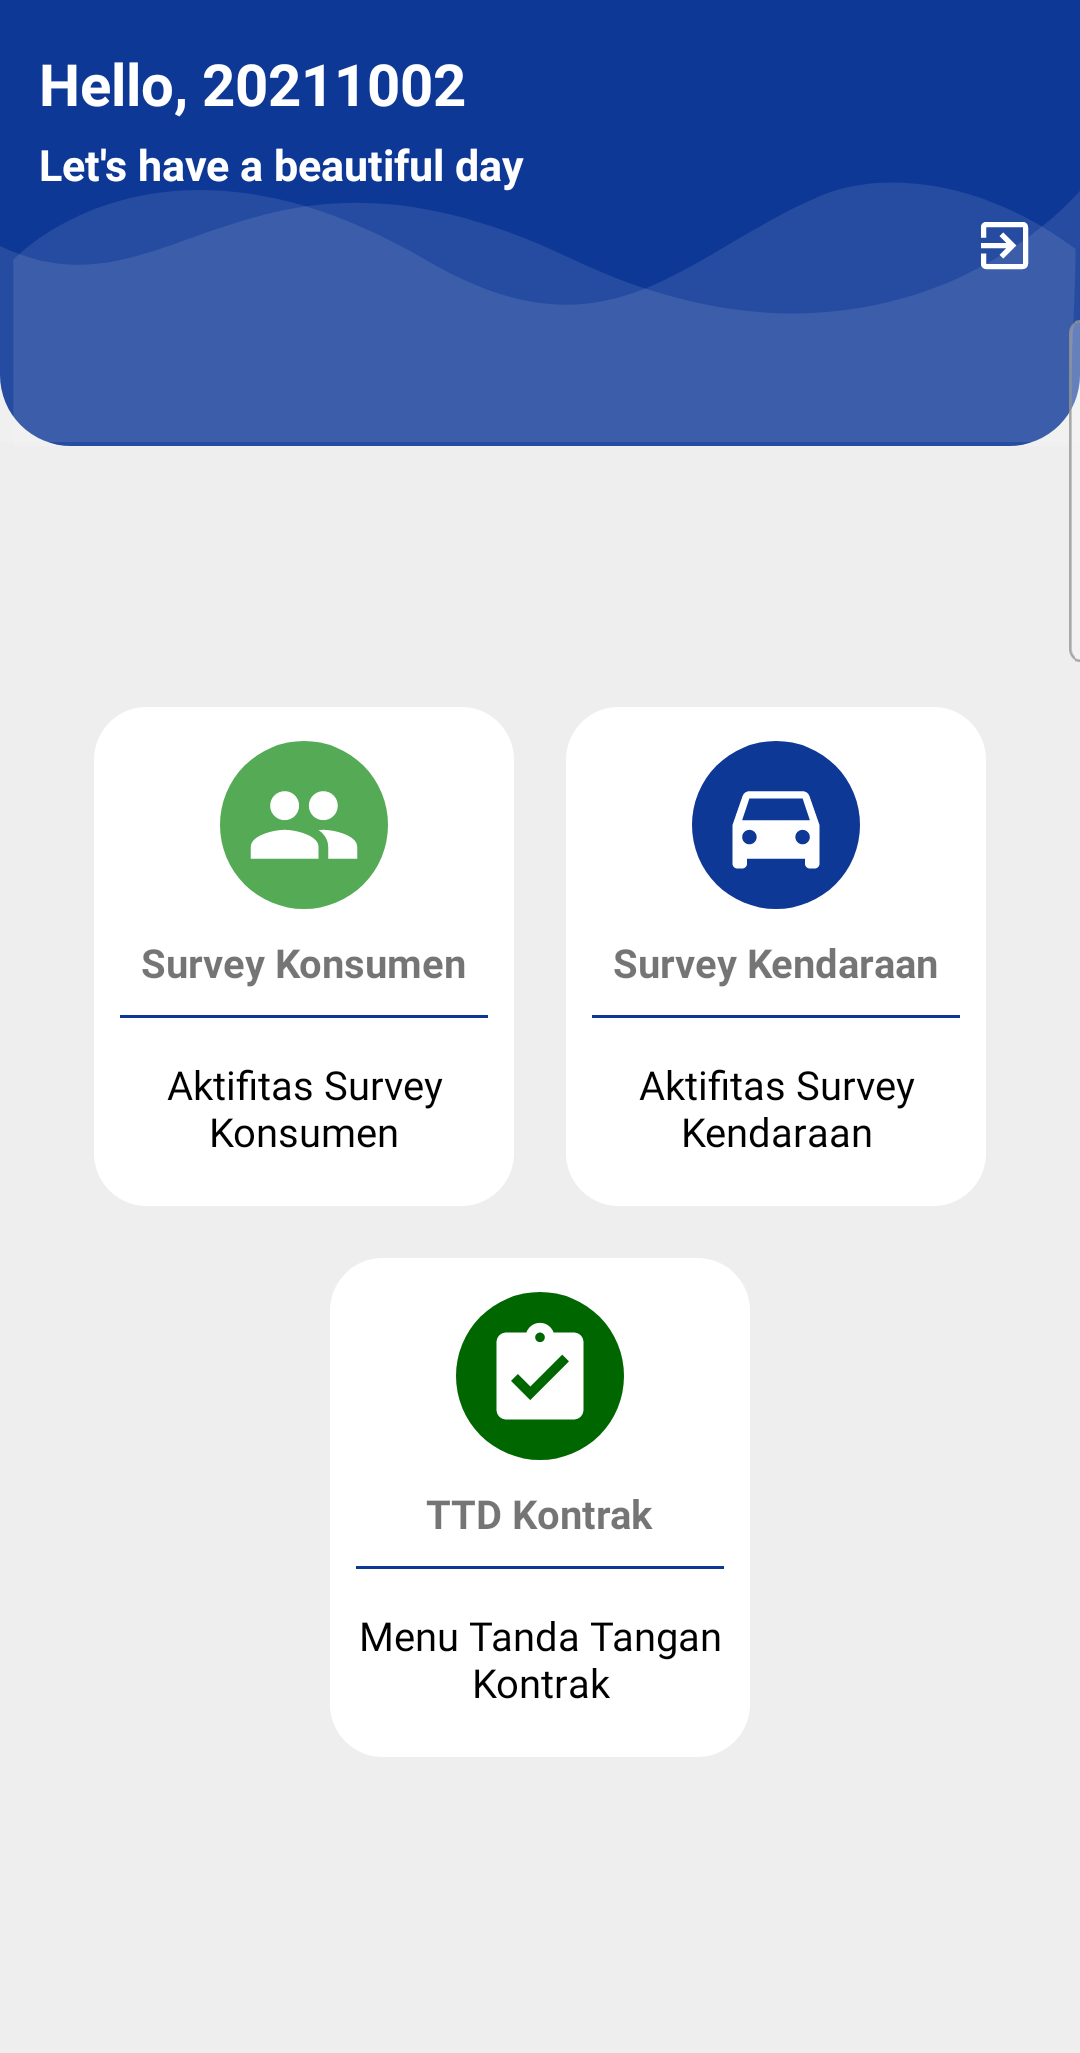 Hello, 20211002
Let's have a beautiful day
Survey Konsumen
Aktifitas Survey
Konsumen
Survey Kendaraan
Aktifitas Survey
Kendaraan
TTD Kontrak
Menu Tanda Tangan
Kontrak